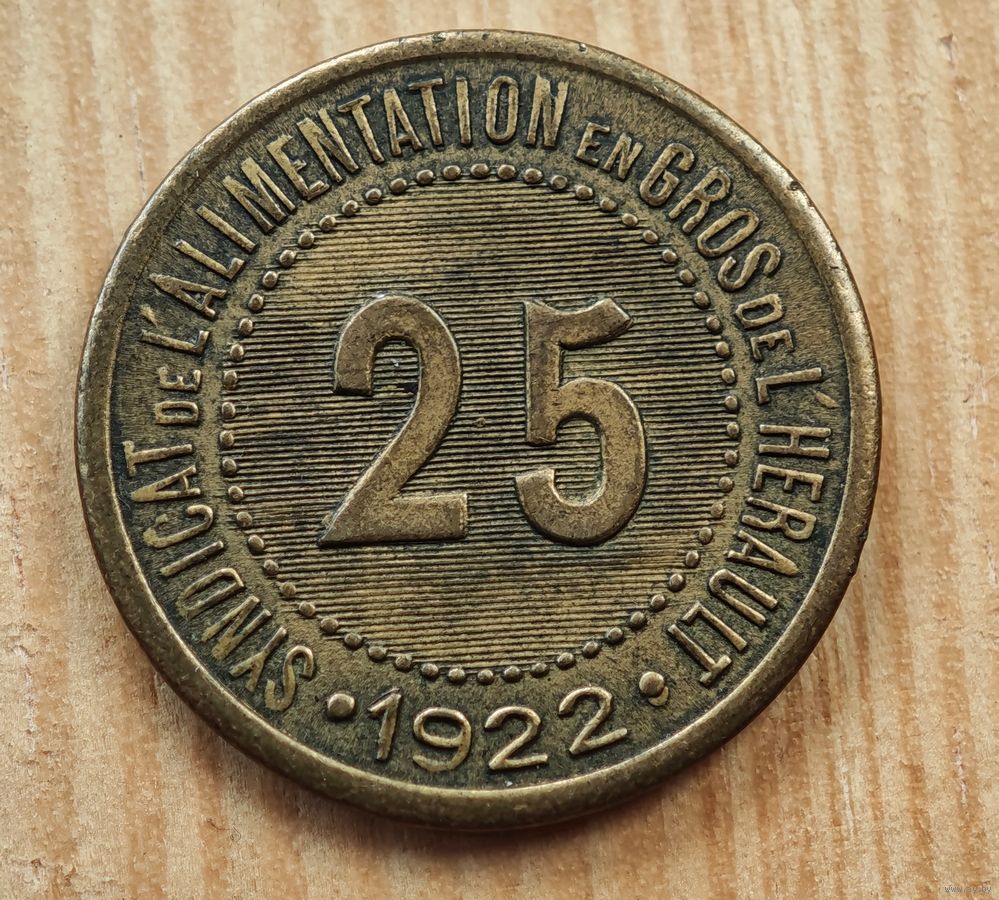 SYNDICAT DE L'ALIMENTATION EN GROS DE L'HERAULT
25
• 1922 •